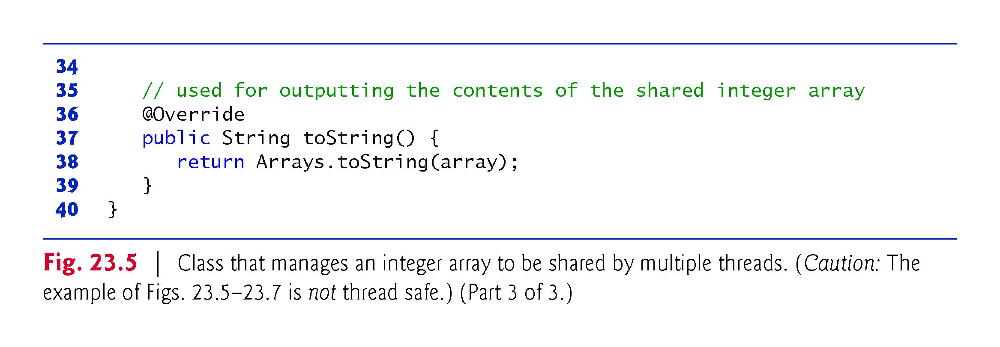 34
35 // used for outputting the contents of the shared integer array
36 @Override
37 public String toString() {
38 return Arrays.toString(array);
39 }
40 }
Fig. 23.5 | Class that manages an integer array to be shared by multiple threads. (Caution: The
example of Figs. 23.5–23.7 is not thread safe.) (Part 3 of 3.)